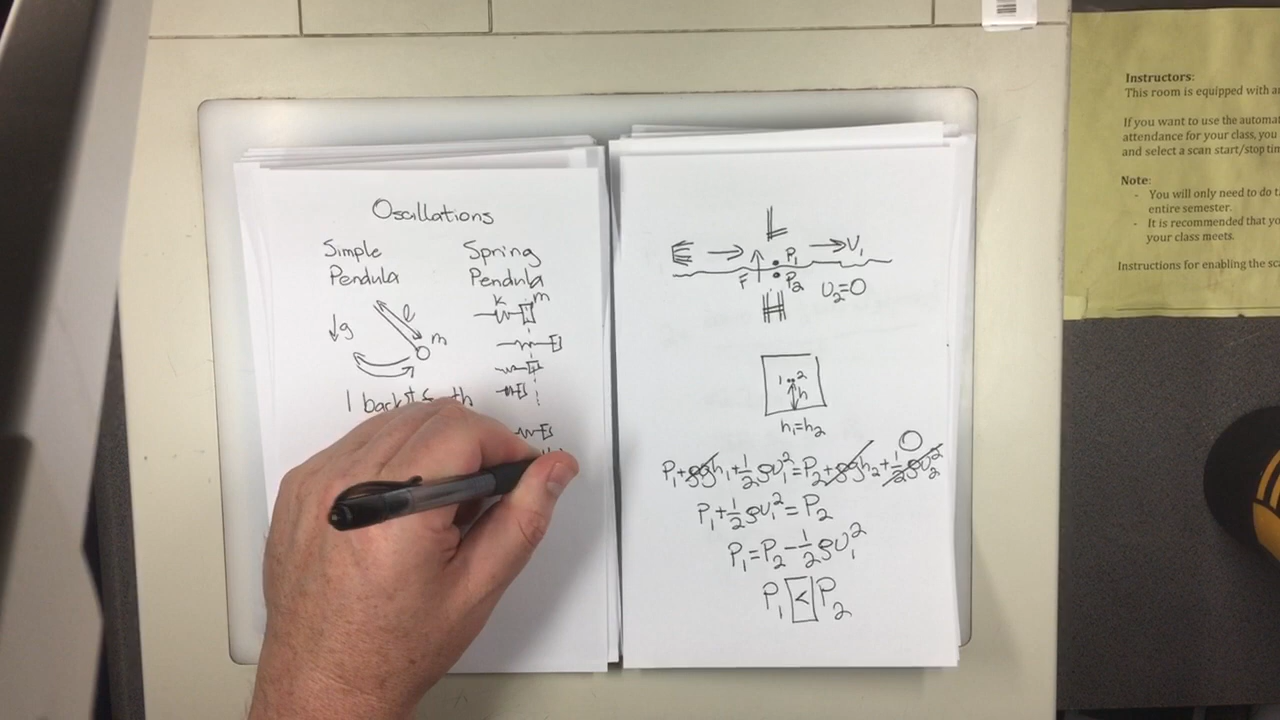 Oscillations
Simple
Pendula
Spring
Pendula
k m
l
↓g
m
1 back
P₁ →v₁
F P₂ v₂=0
1 2
h
h₁=h₂
0
P₁+ρgh₁+½ρv₁²=P₂+ρgh₂+½ρv₂²
P₁+½ρv₁²=P₂
P₁=P₂-½ρv₁²
P₁<P₂
Instructors:
This room is equipped with a
If you want to use the automa
attendance for your class, you
and select a scan start/stop tim
Note:
- You will only need to do t
entire semester.
- It is recommended that yo
your class meets.
Instructions for enabling the sca